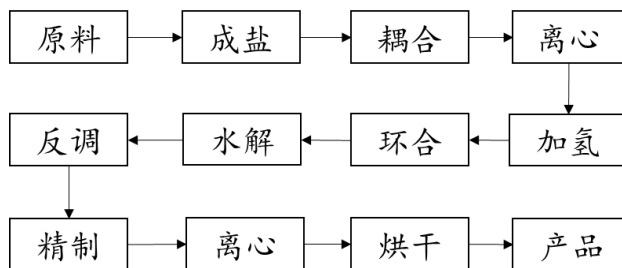 原料 成盐 耦合 离心
反调 水解 环合 加氢
精制 离心 烘干 产品